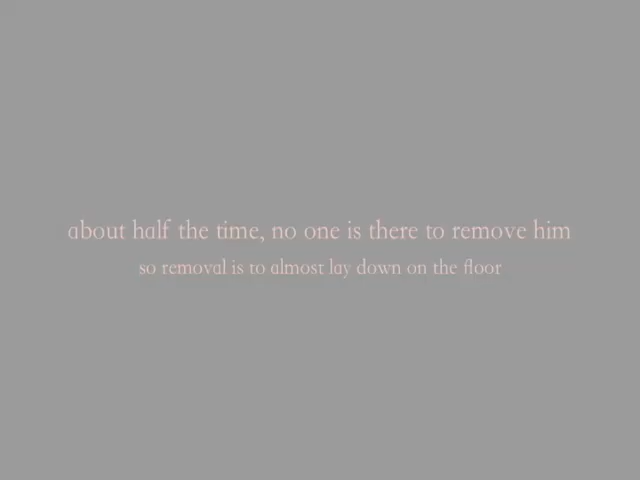 about half the time, no one is there to remove him
so removal is to almost lay down on the floor